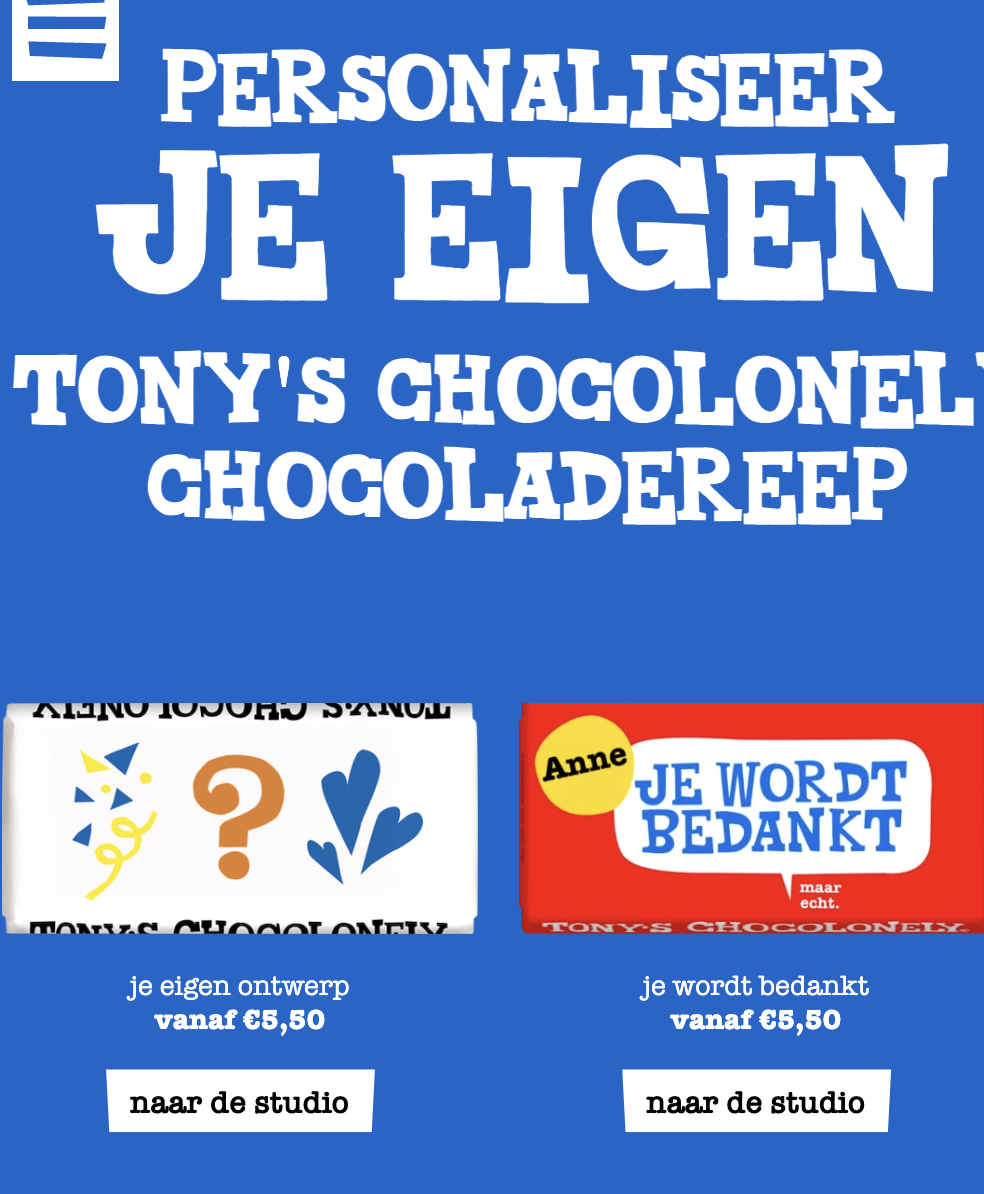 PERSONALISEER
JE EIGEN
TONY'S CHOCOLONELY
CHOCOLADEREEP
TONY'S CHOCOLONELY
?
TONY'S CHOCOLONELY
Anne
JE WORDT
BEDANKT
maar
echt.
TONY'S CHOCOLONELY
je eigen ontwerp
vanaf €5,50
je wordt bedankt
vanaf €5,50
naar de studio
naar de studio